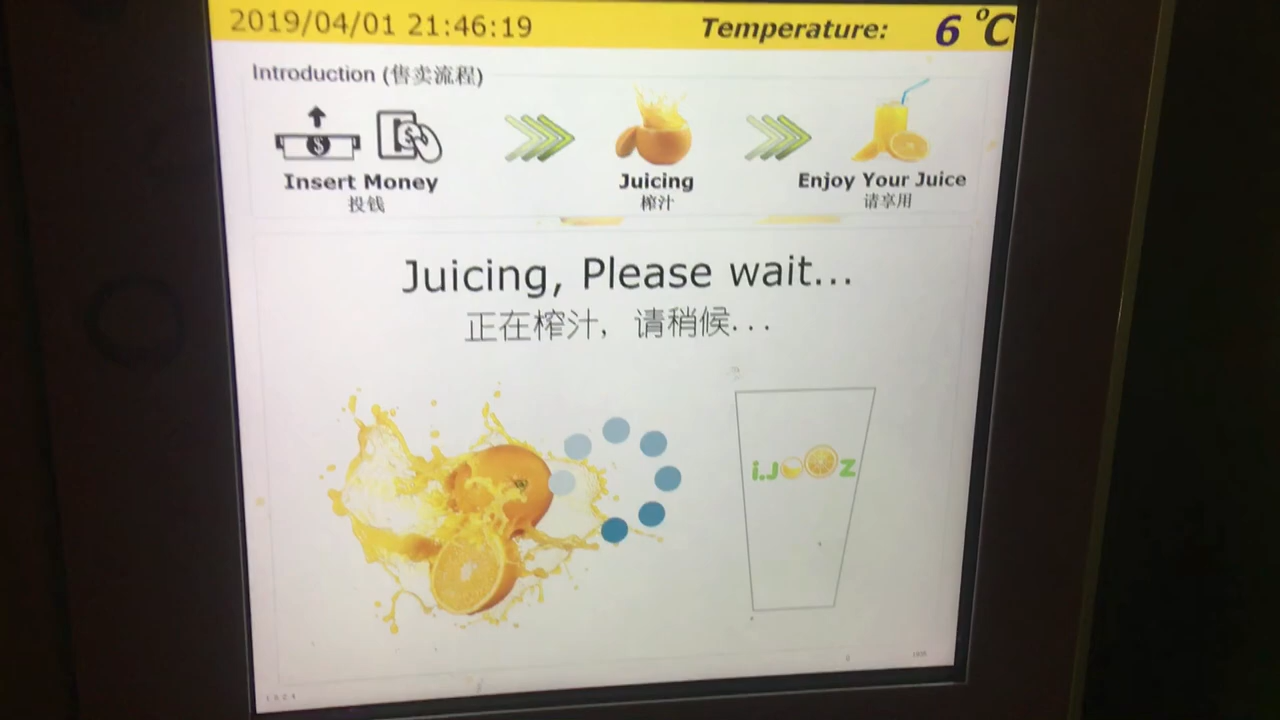 2019/04/01 21:46:19
Temperature: 6 °C
Introduction (售卖流程)
Insert Money
投钱
Juicing
榨汁
Enjoy Your Juice
请享用
Juicing, Please wait...
正在榨汁，请稍候...
i.JOOZ